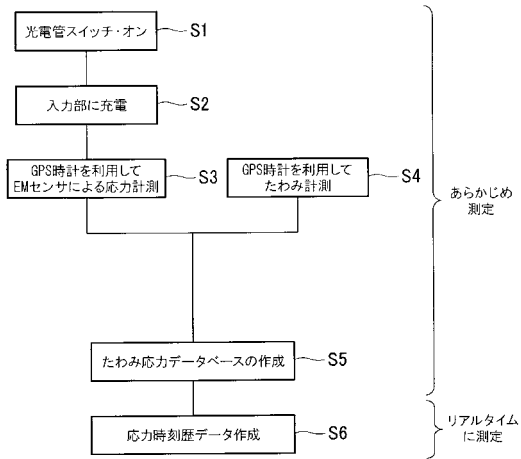 光電管スイッチ・オン
S1
入力部に充電
S2
GPS時計を利用して
EMセンサによる応力計測
S3
GPS時計を利用して
たわみ計測
S4
あらかじめ
測定
たわみ応力データベースの作成
S5
応力時刻歴データ作成
S6
リアルタイム
に測定